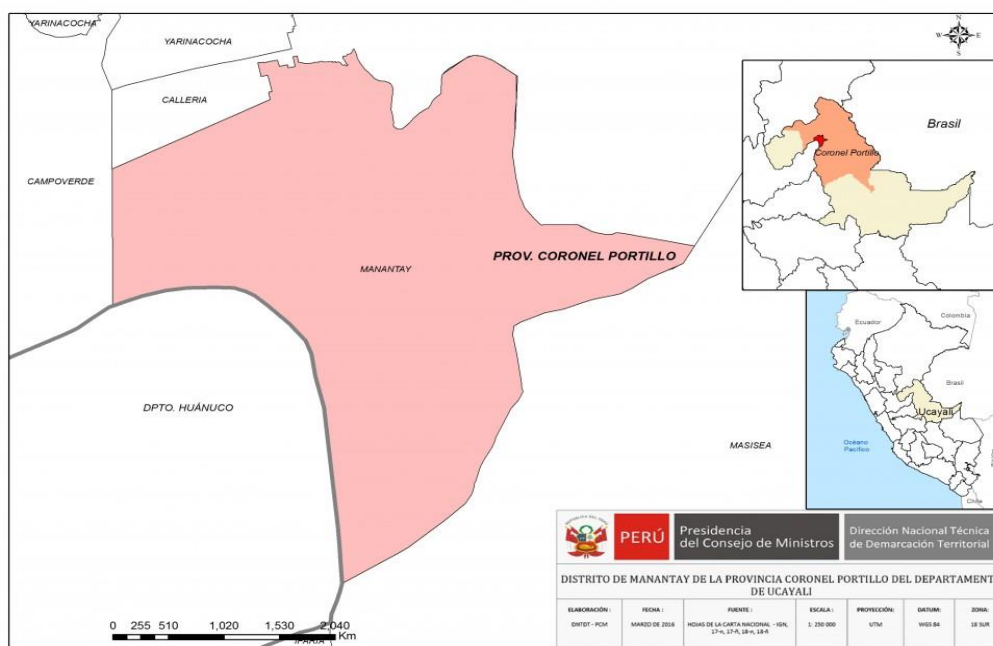 YARINACOCHA
YARINACOCHA
CALLERIA
CAMPOVERDE
MANANTAY
PROV. CORONEL PORTILLO
DPTO. HUÁNUCO
MASISEA
N
W E
S
Brasil
Coronel Portillo
Ecuador
Colombia
Brasil
Ucayali
Océano
Pacífico
Chile
PERÚ
Presidencia
del Consejo de Ministros
Dirección Nacional Técnica
de Demarcación Territorial
DISTRITO DE MANANTAY DE LA PROVINCIA CORONEL PORTILLO DEL DEPARTAMENT
DE UCAYALI
ELABORACIÓN : FECHA : FUENTE : ESCALA : PROYECCIÓN: DATUM: ZONA:
DNTDT - PCM MARZO DE 2016 HOJAS DE LA CARTA NACIONAL - IGN, 1: 250 000 UTM WGS 84 18 SUR
17-n, 17-ñ, 18-n, 18-ñ
0 255 510 1,020 1,530 2,040
Km
IPARIA